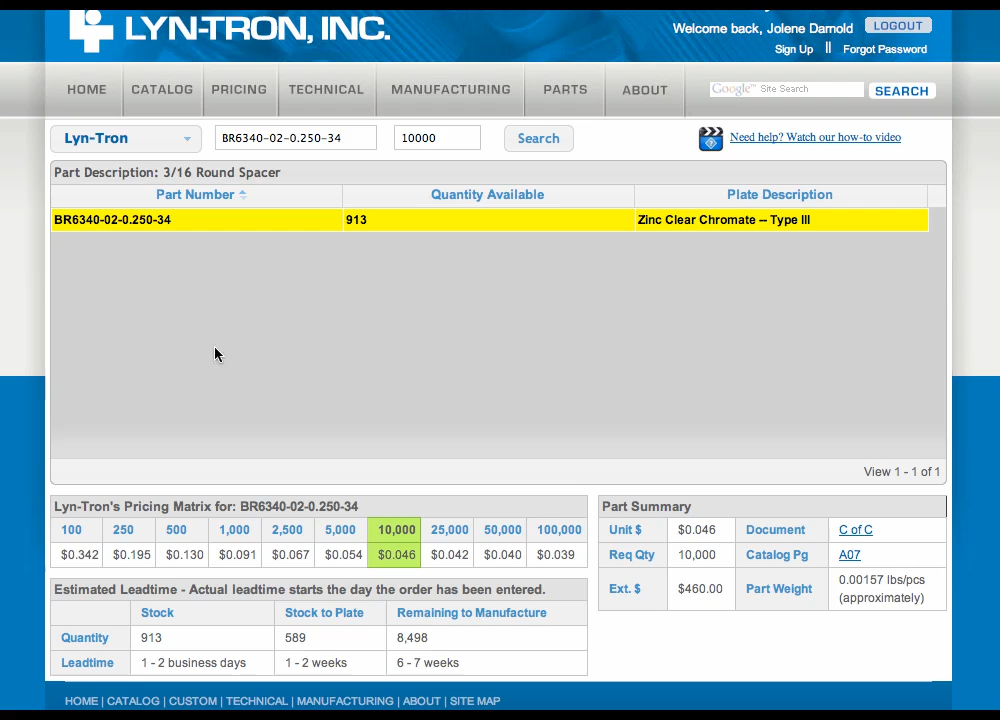 LYN-TRON, INC.
Welcome back, Jolene Darnold LOGOUT
Sign Up || Forgot Password
HOME CATALOG PRICING TECHNICAL MANUFACTURING PARTS ABOUT Google™ Site Search SEARCH
Lyn-Tron BR6340-02-0.250-34 10000 Search Need help? Watch our how-to video
Part Description: 3/16 Round Spacer
Part Number Quantity Available Plate Description
BR6340-02-0.250-34 913 Zinc Clear Chromate -- Type III
View 1 - 1 of 1
Lyn-Tron's Pricing Matrix for: BR6340-02-0.250-34
100 250 500 1,000 2,500 5,000 10,000 25,000 50,000 100,000
$0.342 $0.195 $0.130 $0.091 $0.067 $0.054 $0.046 $0.042 $0.040 $0.039
Estimated Leadtime - Actual leadtime starts the day the order has been entered.
Stock Stock to Plate Remaining to Manufacture
Quantity 913 589 8,498
Leadtime 1 - 2 business days 1 - 2 weeks 6 - 7 weeks
Part Summary
Unit $ $0.046 Document C of C
Req Qty 10,000 Catalog Pg A07
Ext. $ $460.00 Part Weight 0.00157 lbs/pcs
(approximately)
HOME | CATALOG | CUSTOM | TECHNICAL | MANUFACTURING | ABOUT | SITE MAP